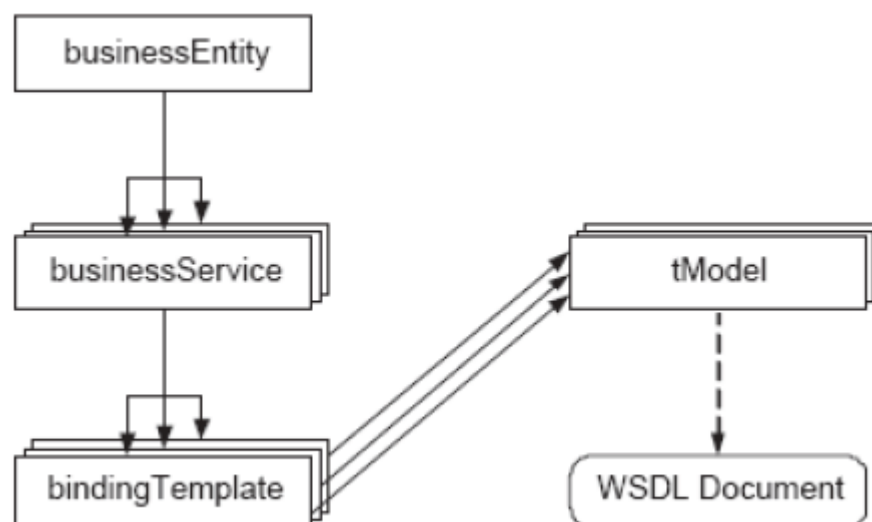 businessEntity
businessService
tModel
bindingTemplate
WSDL Document